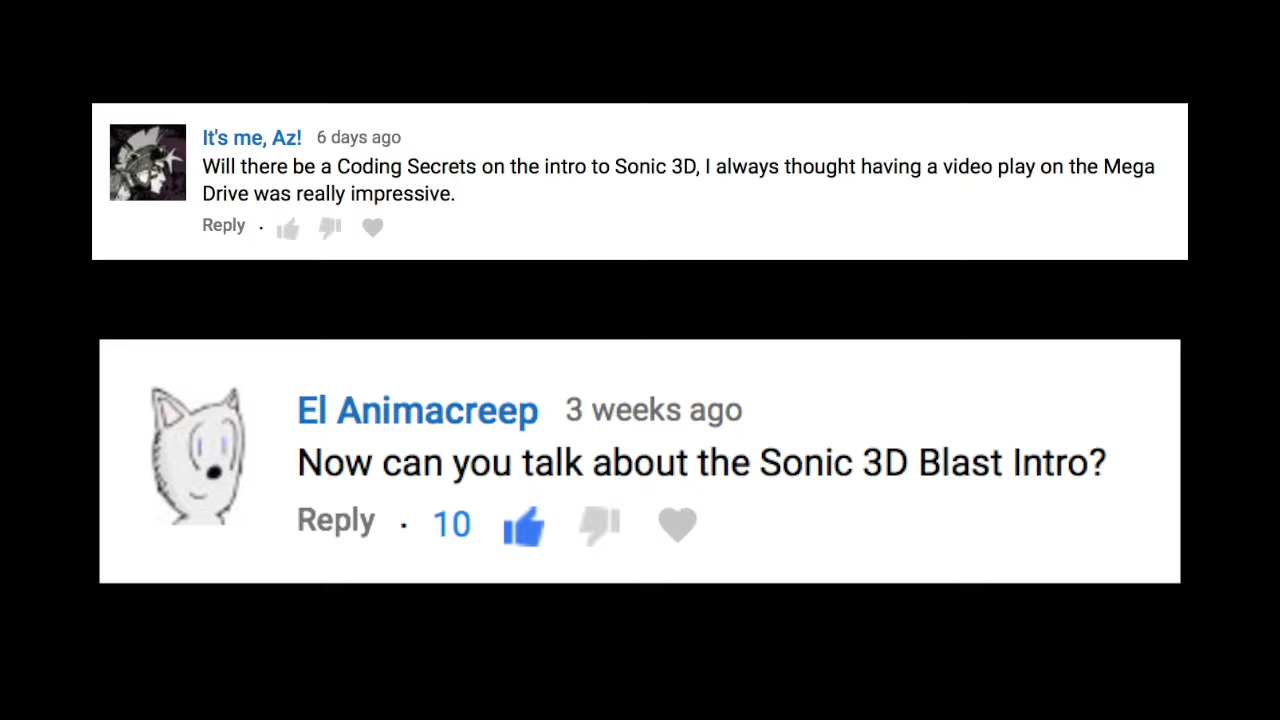 It's me, Az! 6 days ago
Will there be a Coding Secrets on the intro to Sonic 3D, I always thought having a video play on the Mega
Drive was really impressive.
Reply ·
El Animacreep 3 weeks ago
Now can you talk about the Sonic 3D Blast Intro?
Reply · 10